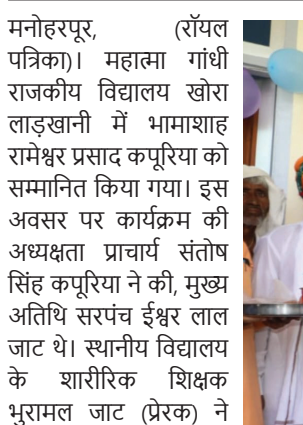 मनोहरपुर, (रॉयल
पत्रिका)। महात्मा गांधी
राजकीय विद्यालय खोरा
लाड़खानी में भामाशाह
रामेश्वर प्रसाद कपूरिया को
सम्मानित किया गया। इस
अवसर पर कार्यक्रम की
अध्यक्षता प्राचार्य संतोष
सिंह कपूरिया ने की, मुख्य
अतिथि सरपंच ईश्वर लाल
जाट थे। स्थानीय विद्यालय
के शारीरिक शिक्षक
भुरामल जाट (प्रेरक) ने